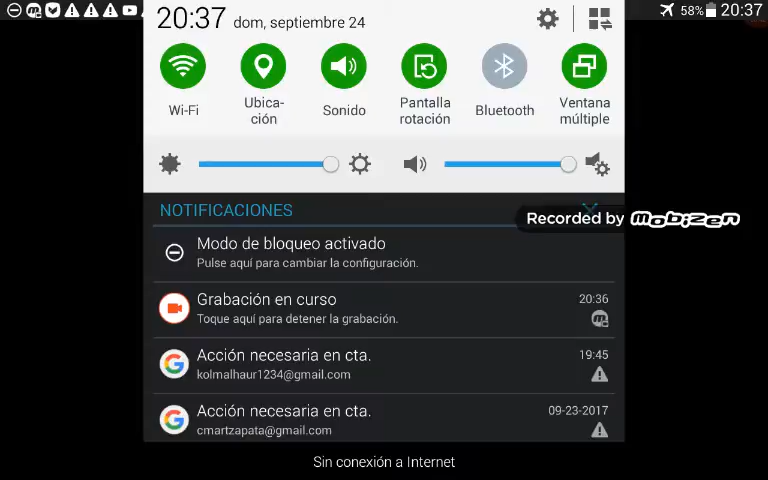 20:37 dom, septiembre 24
58% 20:37
Wi-Fi
Ubica-
ción
Sonido
Pantalla
rotación
Bluetooth
Ventana
múltiple
NOTIFICACIONES
Recorded by Mobizen
Modo de bloqueo activado
Pulse aquí para cambiar la configuración.
Grabación en curso 20:36
Toque aquí para detener la grabación.
Acción necesaria en cta. 19:45
kolmalhaur1234@gmail.com
Acción necesaria en cta. 09-23-2017
cmartzapata@gmail.com
Sin conexión a Internet